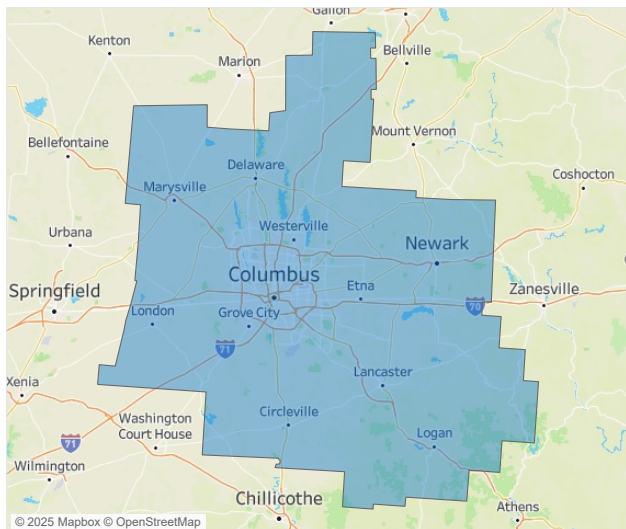 Galion
Kenton
Bellville
Marion
Bellefontaine
Mount Vernon
Delaware
Coshocton
Marysville
Urbana
Westerville
Newark
Columbus
Etna
Springfield
Zanesville
70
London
Grove City
71
Xenia
Lancaster
Circleville
Washington
Court House
Logan
71
Wilmington
Chillicothe
Athens
© 2025 Mapbox © OpenStreetMap